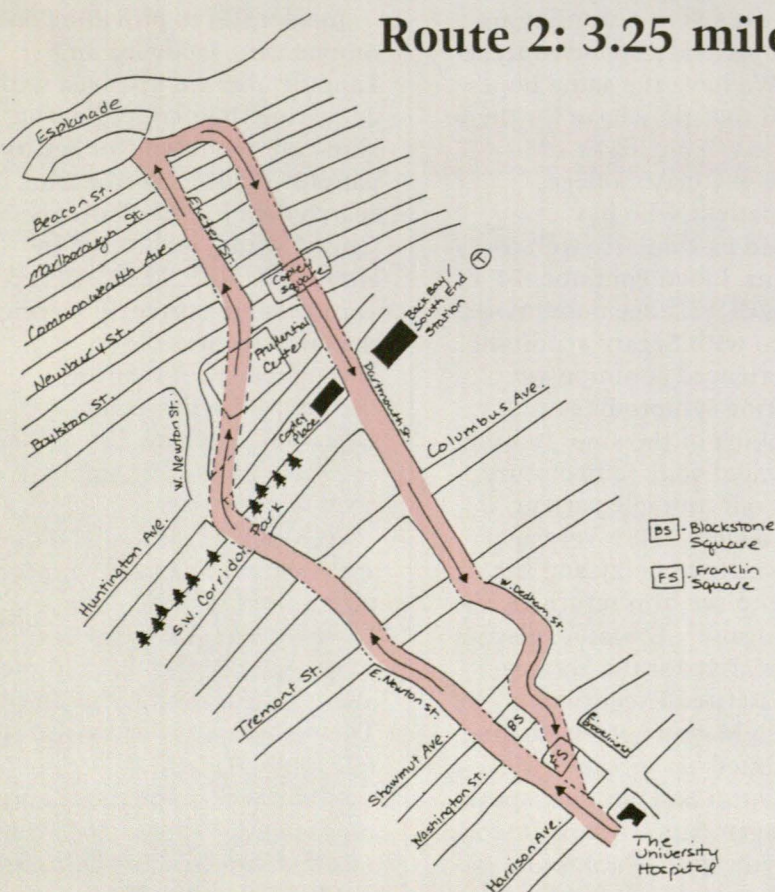 Route 2: 3.25 mile
Esplanade
Beacon St.
Marlborough St.
Commonwealth Ave.
Newbury St.
Boylston St.
Exeter St.
Copley
Square
Prudential
Center
Back Bay/
South End
Station
T
Copley
Place
Dartmouth St.
Columbus Ave.
W. Newton St.
Huntington Ave.
S.W. Corridor Park
BS - Blackstone
Square
FS - Franklin
Square
W. Dedham St.
Tremont St.
E. Newton St.
BS
FS
E. Brookline St.
Shawmut Ave.
Washington St.
Harrison Ave.
The
University
Hospital